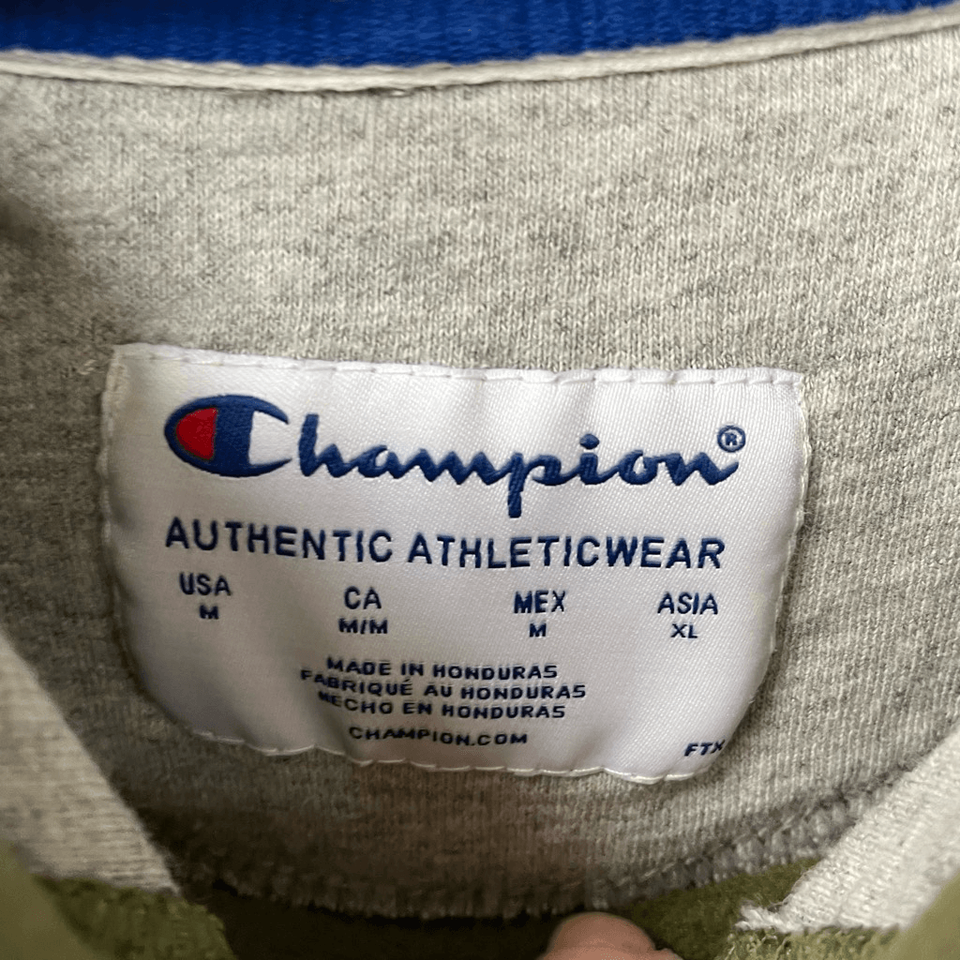 Champion®
AUTHENTIC ATHLETICWEAR
USA CA MEX ASIA
M M/M M XL
MADE IN HONDURAS
FABRIQUÉ AU HONDURAS
HECHO EN HONDURAS
CHAMPION.COM
FTX